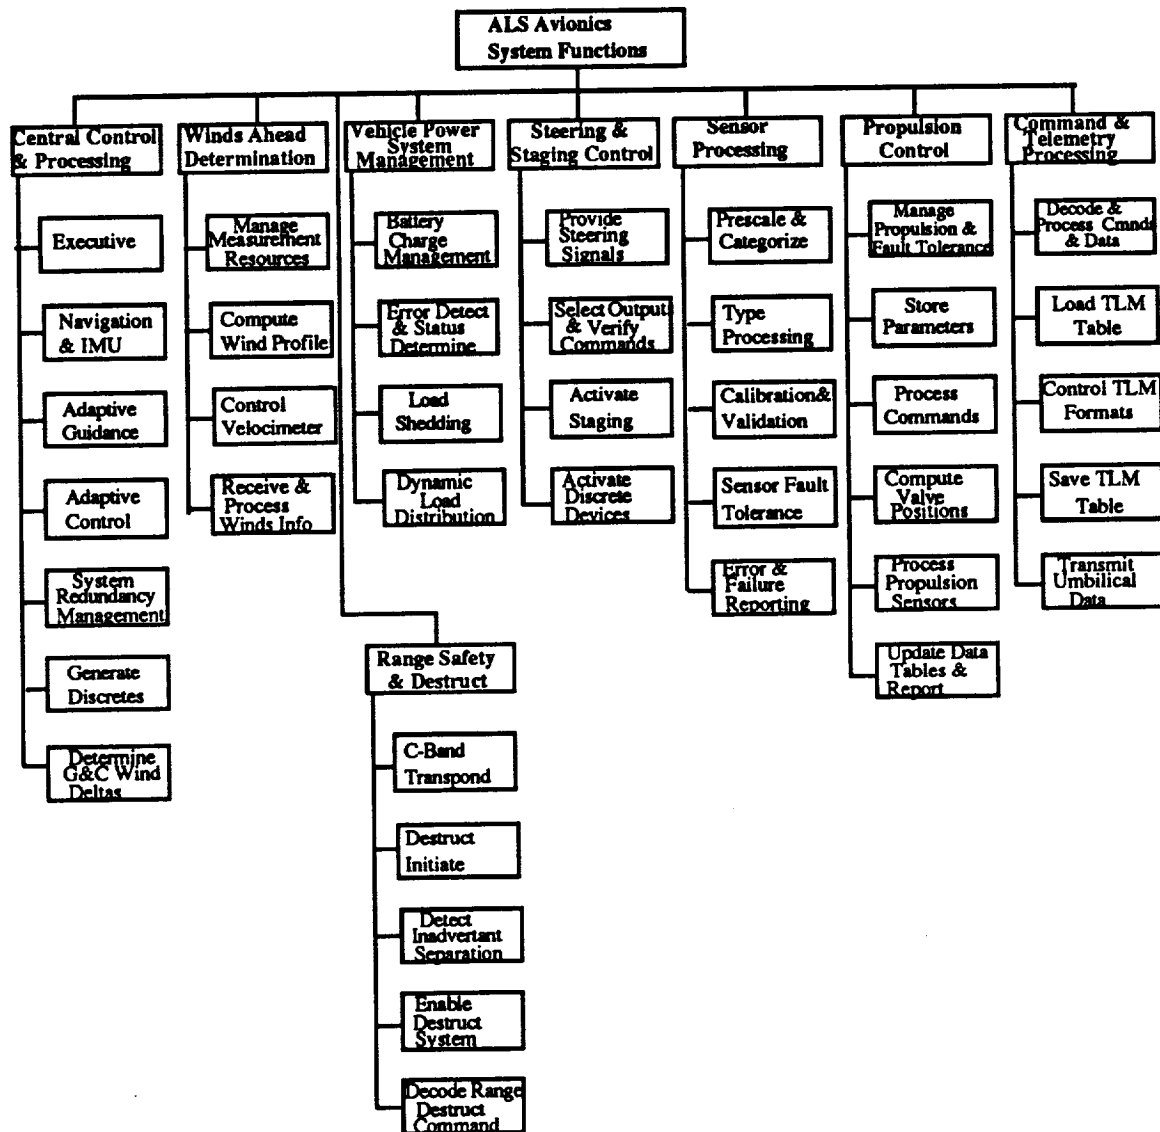 ALS Avionics
System Functions
Central Control
& Processing
Executive
Navigation
& IMU
Adaptive
Guidance
Adaptive
Control
System
Redundancy
Management
Generate
Discretes
Determine
G&C Wind
Deltas
Winds Ahead
Determination
Manage
Measurement
Resources
Compute
Wind Profile
Control
Velocimeter
Receive &
Process
Winds Info
Vehicle Power
System
Management
Battery
Charge
Management
Error Detect
& Status
Determine
Load
Shedding
Dynamic
Load
Distribution
Range Safety
& Destruct
C-Band
Transpond
Destruct
Initiate
Detect
Inadvertant
Separation
Enable
Destruct
System
Decode Range
Destruct
Command
Steering &
Staging Control
Provide
Steering
Signals
Select Output
& Verify
Commands
Activate
Staging
Activate
Discrete
Devices
Sensor
Processing
Prescale &
Categorize
Type
Processing
Calibration&
Validation
Sensor Fault
Tolerance
Error &
Failure
Reporting
Propulsion
Control
Manage
Propulsion &
Fault Tolerance
Store
Parameters
Process
Commands
Compute
Valve
Positions
Process
Propulsion
Sensors
Update Data
Tables &
Report
Command &
Telemetry
Processing
Decode &
Process Cmnds
& Data
Load TLM
Table
Control TLM
Formats
Save TLM
Table
Transmit
Umbilical
Data